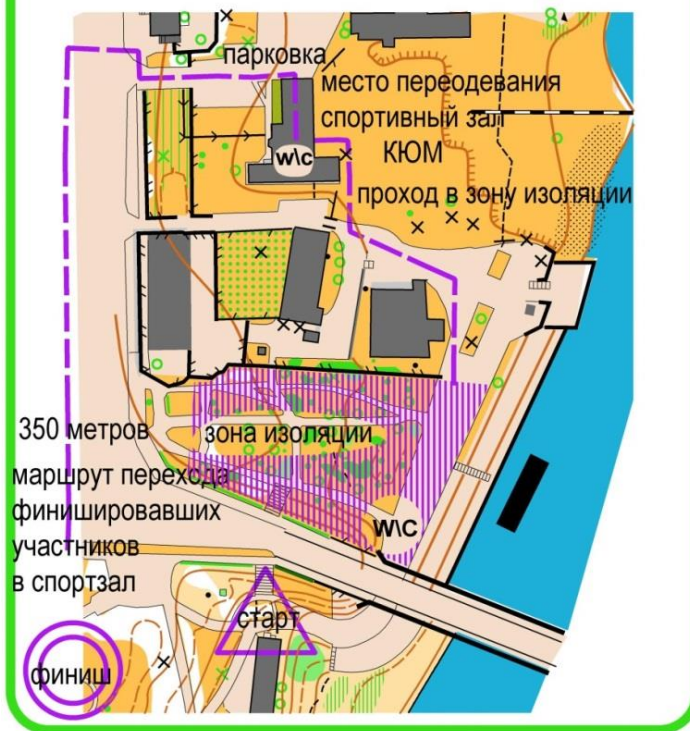 парковка
место переодевания
спортивный зал
КЮМ
w\c
проход в зону изоляции
350 метров
зона изоляции
маршрут перехода
финишировавших
участников
в спортзал
W\C
старт
финиш